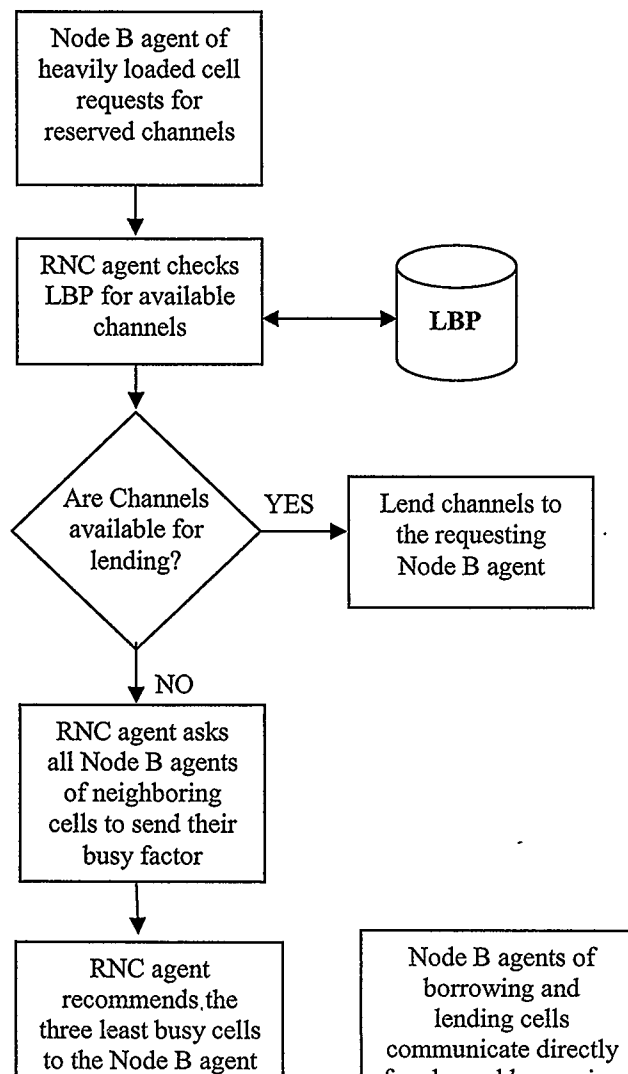 Node B agent of
heavily loaded cell
requests for
reserved channels
RNC agent checks
LBP for available
channels
LBP
Are Channels
available for
lending?
YES
Lend channels to
the requesting
Node B agent
NO
RNC agent asks
all Node B agents
of neighboring
cells to send their
busy factor
RNC agent
recommends the
three least busy cells
to the Node B agent
Node B agents of
borrowing and
lending cells
communicate directly